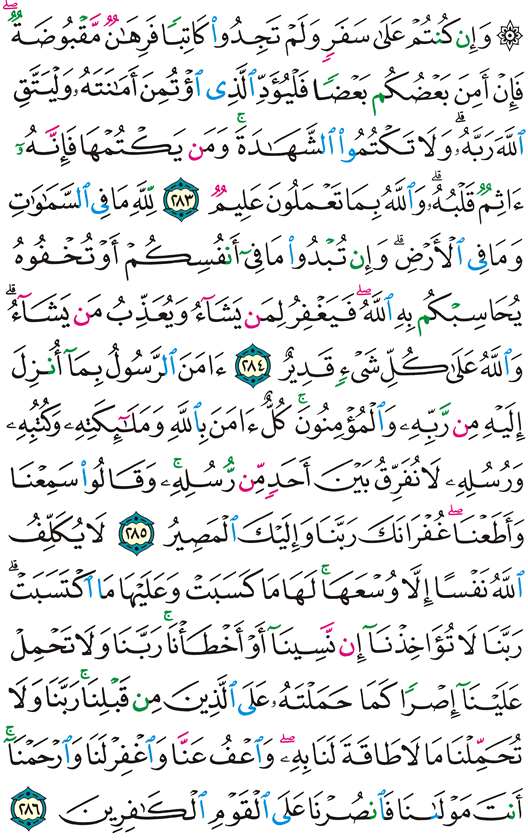 ۞ وَإِن كُنتُمْ عَلَىٰ سَفَرٍ وَلَمْ تَجِدُوا۟ كَاتِبًا فَرِهَـٰنٌ مَّقْبُوضَةٌ ۖ
فَإِنْ أَمِنَ بَعْضُكُم بَعْضًا فَلْيُؤَدِّ ٱلَّذِى ٱؤْتُمِنَ أَمَـٰنَتَهُۥ وَلْيَتَّقِ
ٱللَّهَ رَبَّهُۥ ۗ وَلَا تَكْتُمُوا۟ ٱلشَّهَـٰدَةَ ۚ وَمَن يَكْتُمْهَا فَإِنَّهُۥٓ
ءَاثِمٌ قَلْبُهُۥ ۗ وَٱللَّهُ بِمَا تَعْمَلُونَ عَلِيمٌ ٢٨٣ لِّلَّهِ مَا فِى ٱلسَّمَـٰوَٰتِ
وَمَا فِى ٱلْأَرْضِ ۗ وَإِن تُبْدُوا۟ مَا فِىٓ أَنفُسِكُمْ أَوْ تُخْفُوهُ
يُحَاسِبْكُم بِهِ ٱللَّهُ ۖ فَيَغْفِرُ لِمَن يَشَآءُ وَيُعَذِّبُ مَن يَشَآءُ ۗ
وَٱللَّهُ عَلَىٰ كُلِّ شَىْءٍ قَدِيرٌ ٢٨٤ ءَامَنَ ٱلرَّسُولُ بِمَآ أُنزِلَ
إِلَيْهِ مِن رَّبِّهِۦ وَٱلْمُؤْمِنُونَ ۚ كُلٌّ ءَامَنَ بِٱللَّهِ وَمَلَـٰٓئِكَتِهِۦ وَكُتُبِهِۦ
وَرُسُلِهِۦ لَا نُفَرِّقُ بَيْنَ أَحَدٍ مِّن رُّسُلِهِۦ ۚ وَقَالُوا۟ سَمِعْنَا
وَأَطَعْنَا ۖ غُفْرَانَكَ رَبَّنَا وَإِلَيْكَ ٱلْمَصِيرُ ٢٨٥ لَا يُكَلِّفُ
ٱللَّهُ نَفْسًا إِلَّا وُسْعَهَا ۚ لَهَا مَا كَسَبَتْ وَعَلَيْهَا مَا ٱكْتَسَبَتْ ۗ
رَبَّنَا لَا تُؤَاخِذْنَآ إِن نَّسِينَآ أَوْ أَخْطَأْنَا ۚ رَبَّنَا وَلَا تَحْمِلْ
عَلَيْنَآ إِصْرًا كَمَا حَمَلْتَهُۥ عَلَى ٱلَّذِينَ مِن قَبْلِنَا ۚ رَبَّنَا وَلَا
تُحَمِّلْنَا مَا لَا طَاقَةَ لَنَا بِهِۦ ۖ وَٱعْفُ عَنَّا وَٱغْفِرْ لَنَا وَٱرْحَمْنَآ ۚ
أَنتَ مَوْلَىٰنَا فَٱنصُرْنَا عَلَى ٱلْقَوْمِ ٱلْكَـٰفِرِينَ ٢٨٦